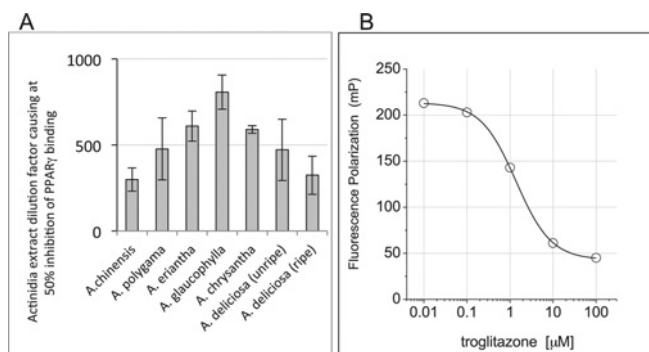 A
Actinidia extract dilution factor causing at
50% inhibition of PPARγ binding
1000
500
0
A.chinensis
A. polygama
A. eriantha
A. glaucophylla
A. chrysantha
A. deliciosa (unripe)
A. deliciosa (ripe)
B
Fluorescence Polarization (mP)
250
200
150
100
50
0
0.01 0.1 1 10 100
troglitazone [µM]